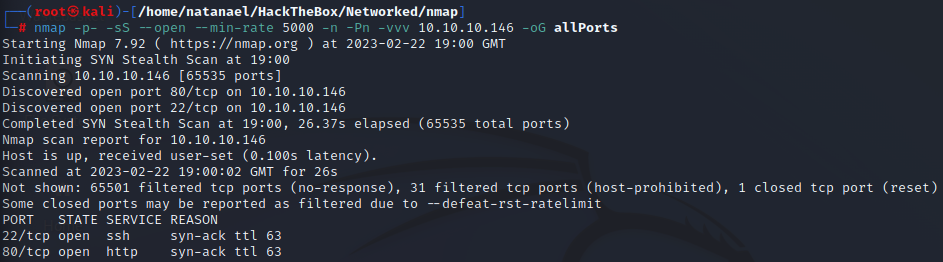 ┌──(root㉿kali)-[/home/natanael/HackTheBox/Networked/nmap]
└─# nmap -p- -sS --open --min-rate 5000 -n -Pn -vvv 10.10.10.146 -oG allPorts
Starting Nmap 7.92 ( https://nmap.org ) at 2023-02-22 19:00 GMT
Initiating SYN Stealth Scan at 19:00
Scanning 10.10.10.146 [65535 ports]
Discovered open port 80/tcp on 10.10.10.146
Discovered open port 22/tcp on 10.10.10.146
Completed SYN Stealth Scan at 19:00, 26.37s elapsed (65535 total ports)
Nmap scan report for 10.10.10.146
Host is up, received user-set (0.100s latency).
Scanned at 2023-02-22 19:00:02 GMT for 26s
Not shown: 65501 filtered tcp ports (no-response), 31 filtered tcp ports (host-prohibited), 1 closed tcp port (reset)
Some closed ports may be reported as filtered due to --defeat-rst-ratelimit
PORT   STATE SERVICE REASON
22/tcp open  ssh     syn-ack ttl 63
80/tcp open  http    syn-ack ttl 63